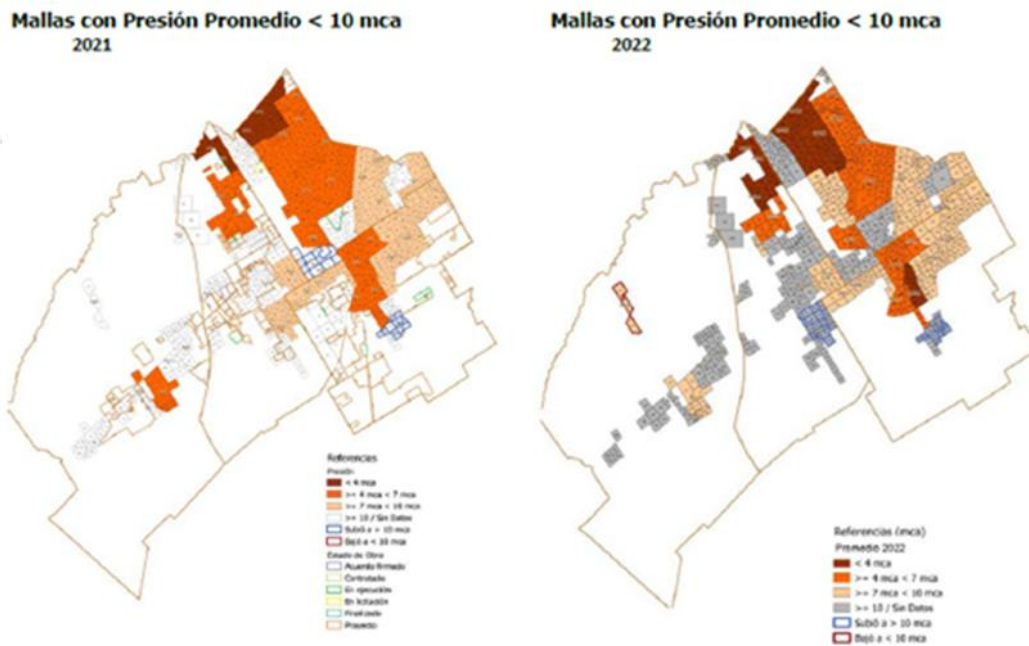 Mallas con Presión Promedio < 10 mca
2021
Referencias
Presión
< 4 mca
>= 4 mca < 7 mca
>= 7 mca < 10 mca
>= 10 / Sin Datos
Subió a > 10 mca
Bajó a < 10 mca
Estado de Obra
Acuerdo firmado
En ejecución
En licitación
Finalizada
Proyecto
Mallas con Presión Promedio < 10 mca
2022
Referencias (mca)
Promedio 2022
< 4 mca
>= 4 mca < 7 mca
>= 7 mca < 10 mca
>= 10 / Sin Datos
Subió a > 10 mca
Bajó a < 10 mca